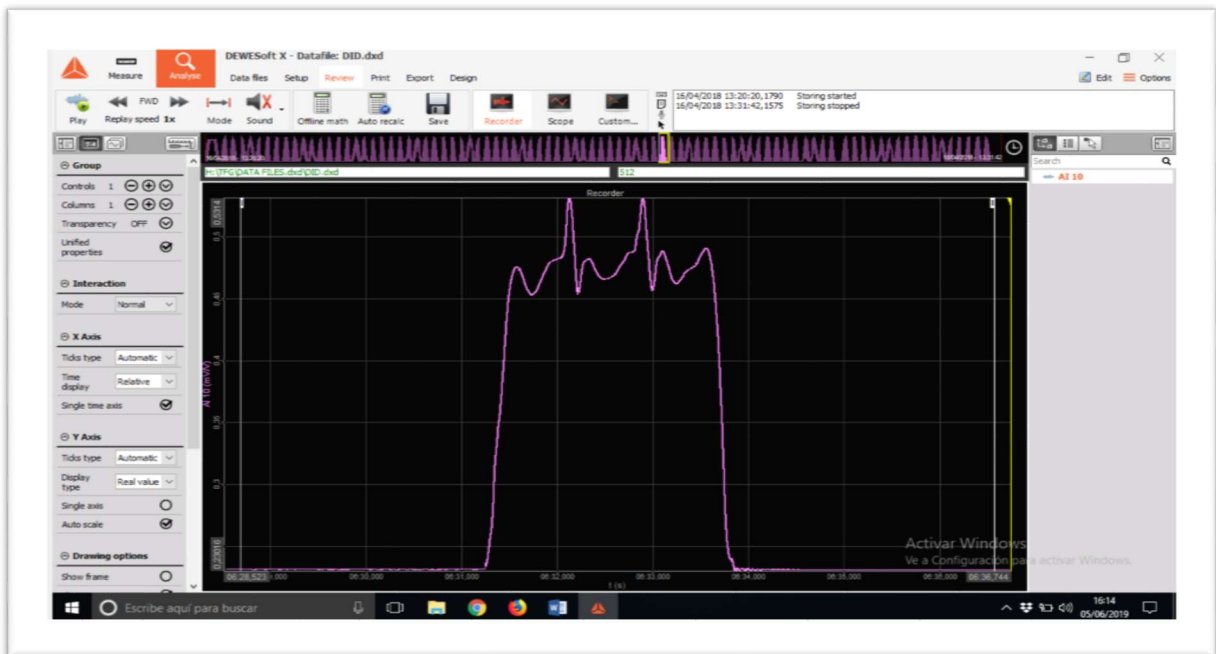 DEWESoft X - Datafile: DID.dxd
Measure
Analyse
Data files Setup Review Print Export Design
Edit Options
Play
FWD
Replay speed 1x
Mode
Sound
Offline math
Auto recalc
Save
Recorder
Scope
Custom...
16/04/2018 13:20:20,1790 Storing started
16/04/2018 13:31:42,1575 Storing stopped
H:\TFG\DATA FILES.dxd\DID.dxd
512
Group
Controls 1
Columns 1
Transparency OFF
Unified
properties
Interaction
Mode Normal
X Axis
Ticks type Automatic
Time
display Relative
Single time axis
Y Axis
Ticks type Automatic
Display
type Real value
Single axis
Auto scale
Drawing options
Show frame
Recorder
0,5314
0,5
0,45
0,4
0,35
0,3
AI 10 (mV/V)
06:28,523
06:30,000
06:31,000
06:32,000
06:33,000
06:34,000
06:35,000
06:36,000
06:36,744
t (s)
Search
AI 10
Activar Windows
Ve a Configuración para activar Windows.
Escribe aquí para buscar
16:14
05/06/2019